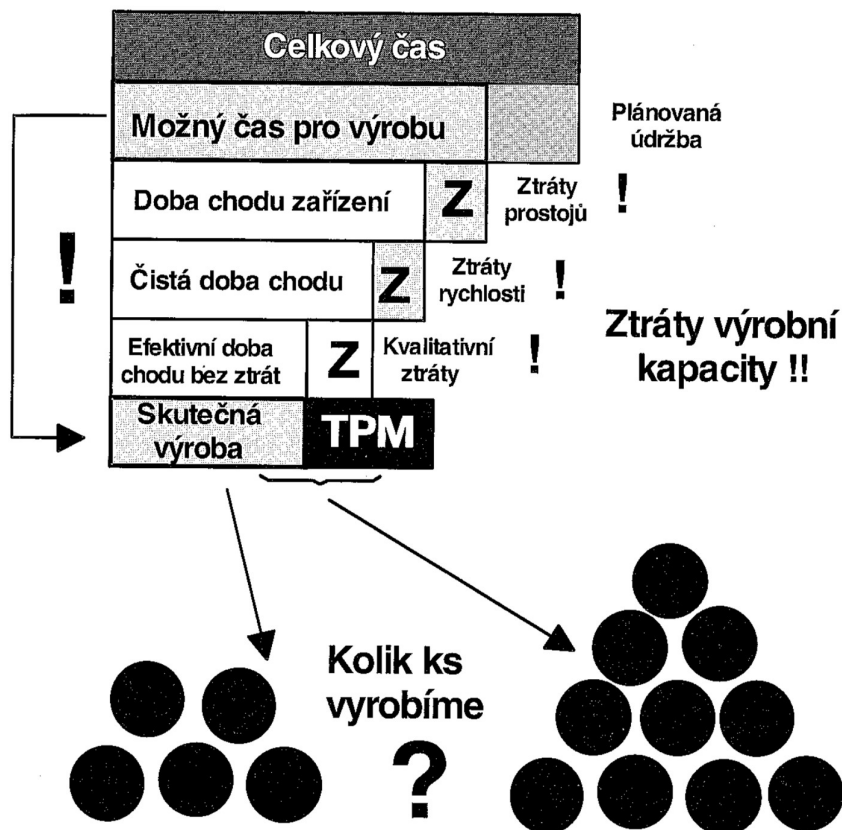 Celkový čas
Možný čas pro výrobu
Plánovaná
údržba
Doba chodu zařízení
Z
Ztráty
prostojů
!
!
Čistá doba chodu
Z
Ztráty
rychlosti
!
Efektivní doba
chodu bez ztrát
Z
Kvalitativní
ztráty
!
Ztráty výrobní
kapacity !!
Skutečná
výroba
TPM
Kolik ks
vyrobíme
?